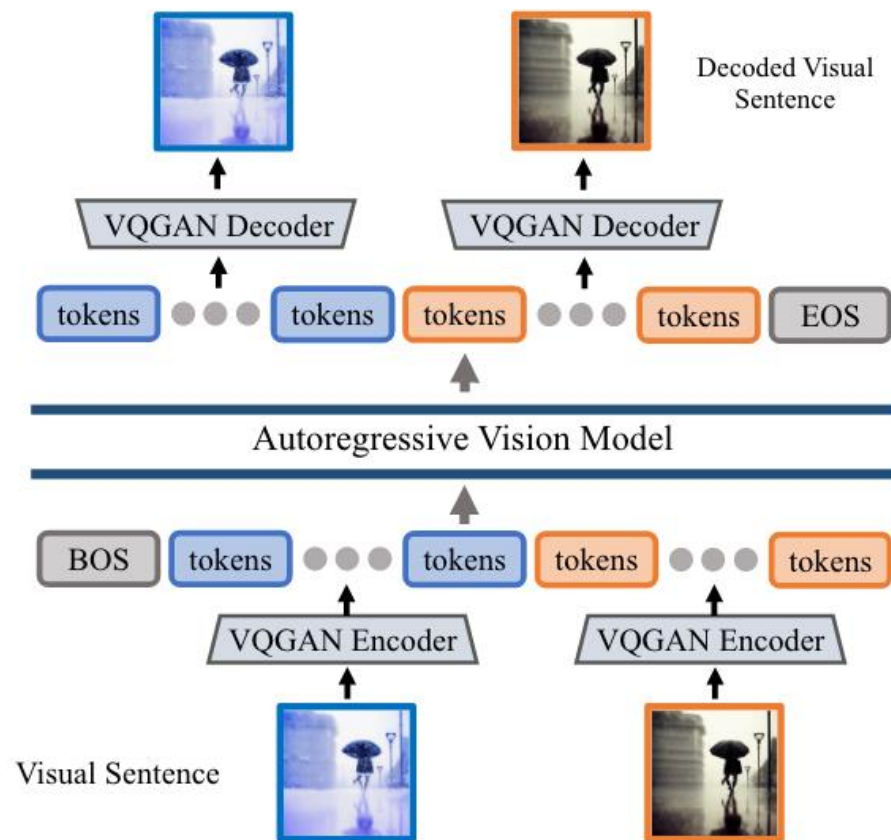 Decoded Visual
Sentence
VQGAN Decoder
VQGAN Decoder
tokens
tokens
tokens
tokens
EOS
Autoregressive Vision Model
BOS
tokens
tokens
tokens
tokens
VQGAN Encoder
VQGAN Encoder
Visual Sentence